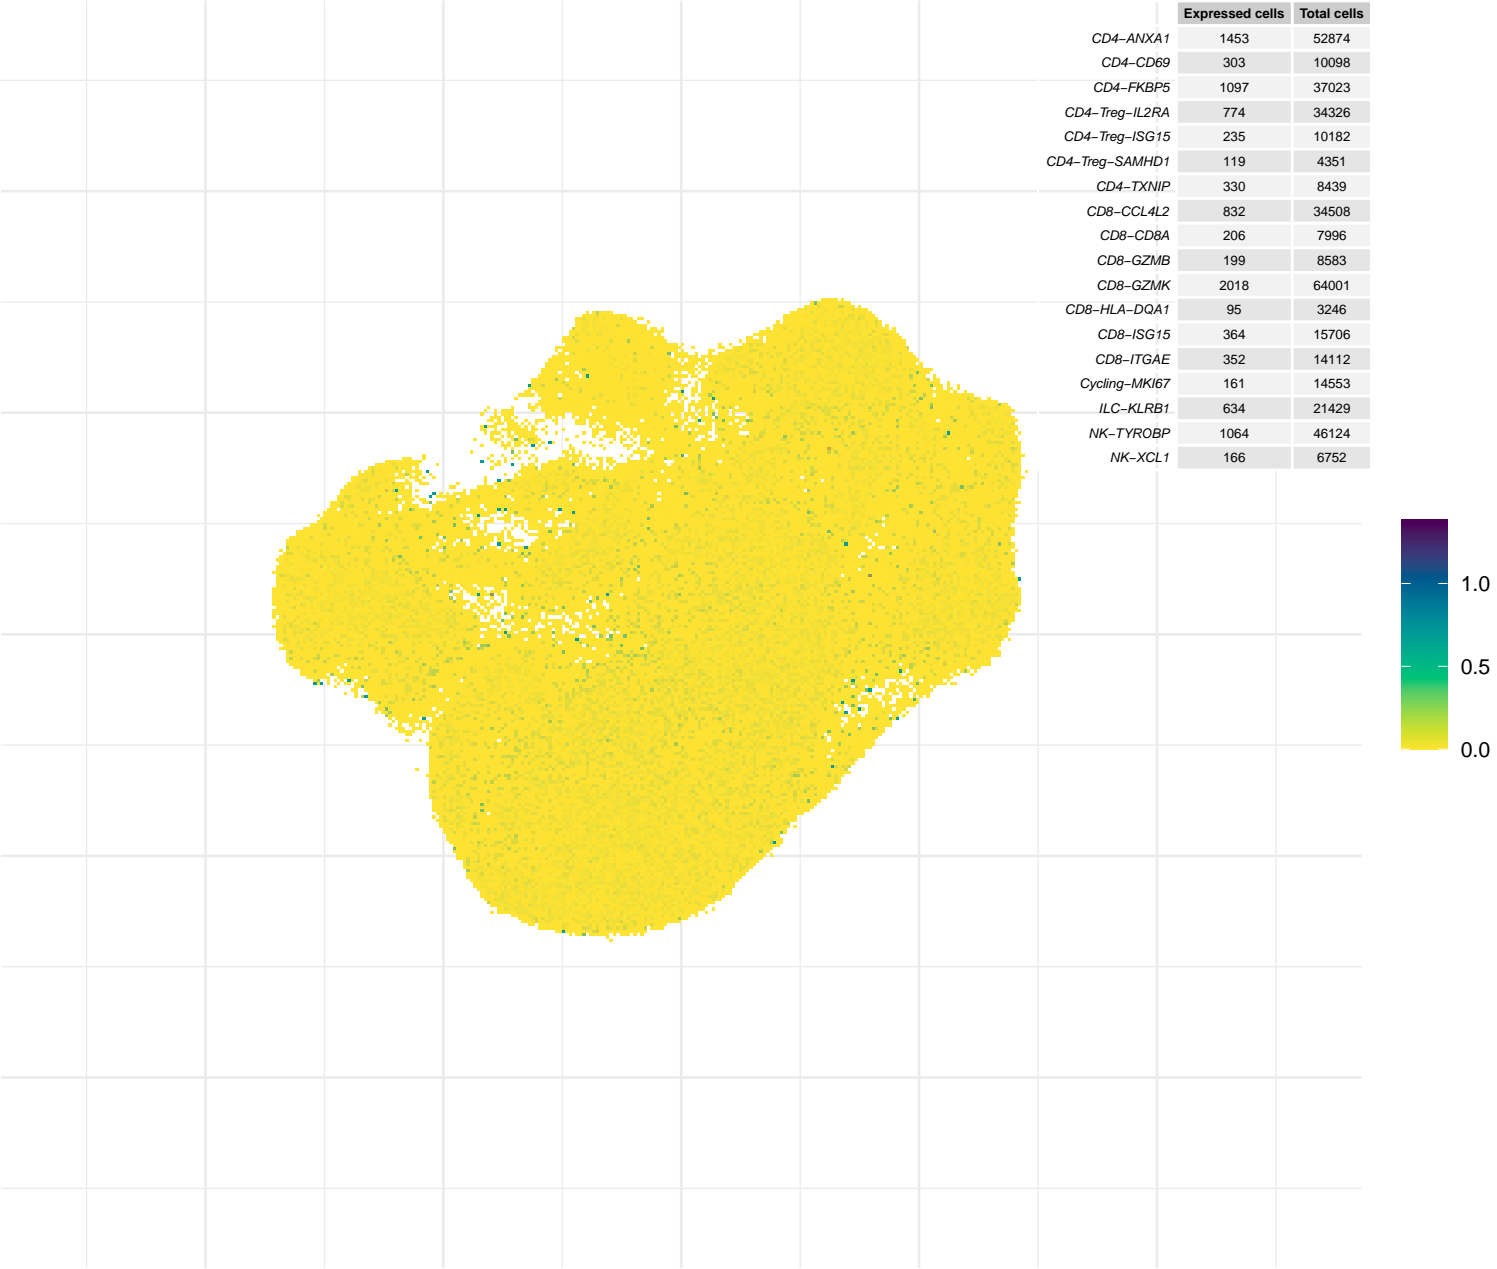 Expressed cells Total cells
CD4−ANXA1 1453 52874
CD4−CD69 303 10098
CD4−FKBP5 1097 37023
CD4−Treg−IL2RA 774 34326
CD4−Treg−ISG15 235 10182
CD4−Treg−SAMHD1 119 4351
CD4−TXNIP 330 8439
CD8−CCL4L2 832 34508
CD8−CD8A 206 7996
CD8−GZMB 199 8583
CD8−GZMK 2018 64001
CD8−HLA−DQA1 95 3246
CD8−ISG15 364 15706
CD8−ITGAE 352 14112
Cycling−MKI67 161 14553
ILC−KLRB1 634 21429
NK−TYROBP 1064 46124
NK−XCL1 166 6752
1.0
0.5
0.0